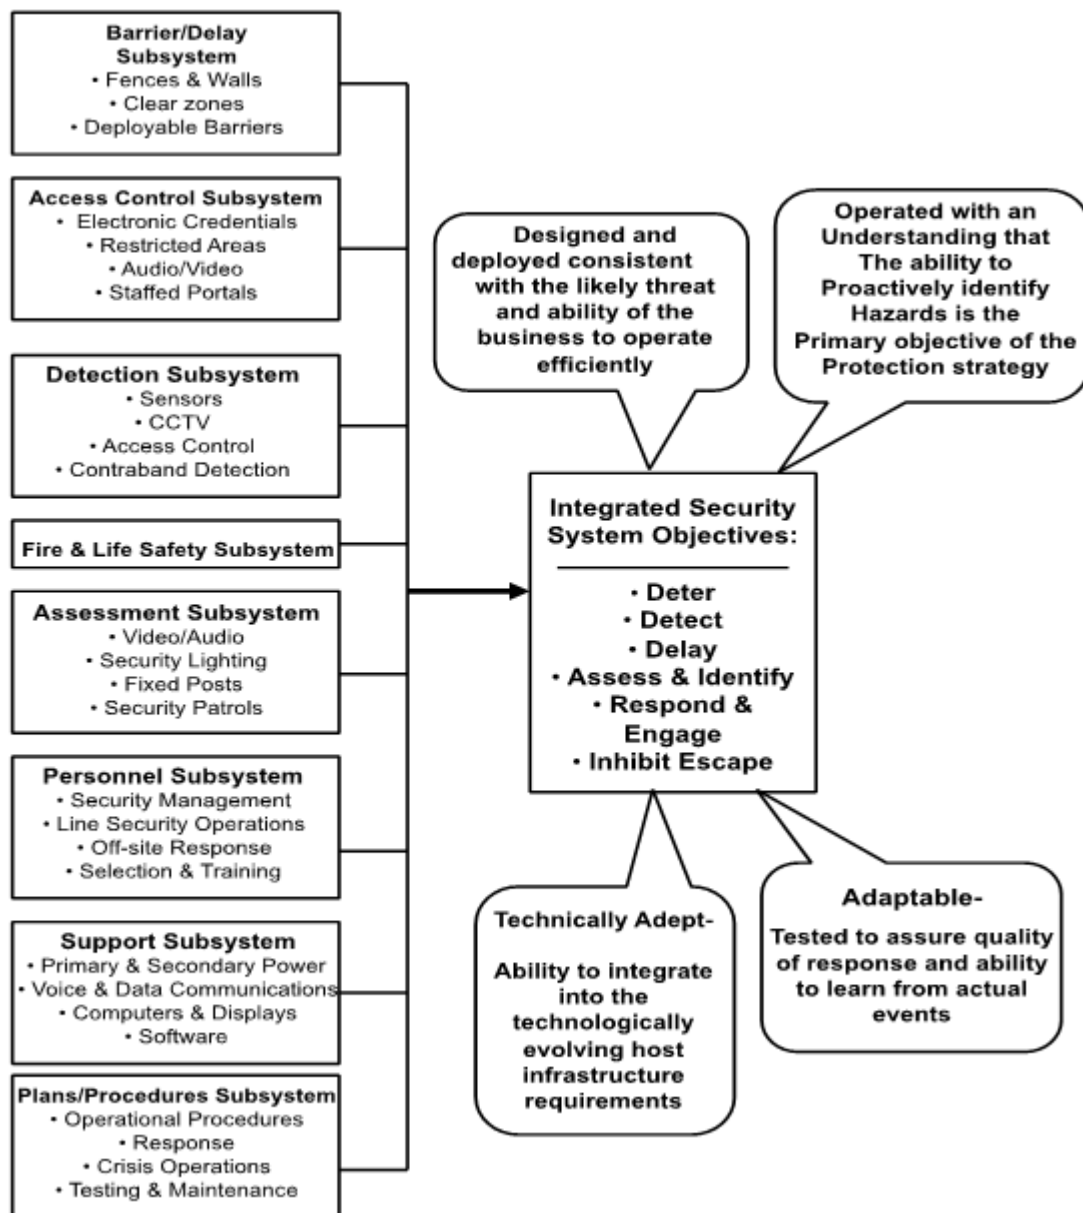 Barrier/Delay
Subsystem
• Fences & Walls
• Clear zones
• Deployable Barriers
Access Control Subsystem
• Electronic Credentials
• Restricted Areas
• Audio/Video
• Staffed Portals
Detection Subsystem
• Sensors
• CCTV
• Access Control
• Contraband Detection
Fire & Life Safety Subsystem
Assessment Subsystem
• Video/Audio
• Security Lighting
• Fixed Posts
• Security Patrols
Personnel Subsystem
• Security Management
• Line Security Operations
• Off-site Response
• Selection & Training
Support Subsystem
• Primary & Secondary Power
• Voice & Data Communications
• Computers & Displays
• Software
Plans/Procedures Subsystem
• Operational Procedures
• Response
• Crisis Operations
• Testing & Maintenance
Designed and
deployed consistent
with the likely threat
and ability of the
business to operate
efficiently
Operated with an
Understanding that
The ability to
Proactively identify
Hazards is the
Primary objective of the
Protection strategy
Integrated Security
System Objectives:
• Deter
• Detect
• Delay
• Assess & Identify
• Respond &
Engage
• Inhibit Escape
Technically Adept-
Ability to integrate
into the
technologically
evolving host
infrastructure
requirements
Adaptable-
Tested to assure quality
of response and ability
to learn from actual
events